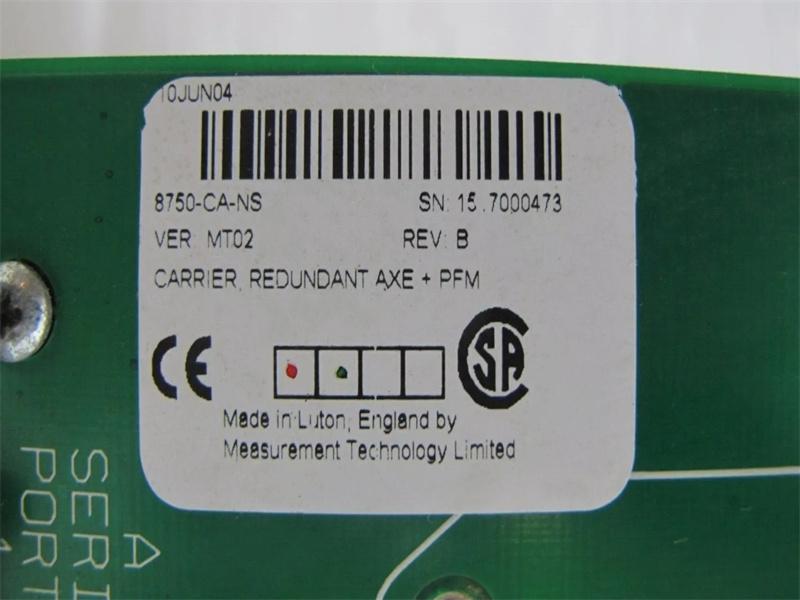 10JUN04
8750-CA-NS SN: 15.7000473
VER: MT02 REV: B
CARRIER, REDUNDANT AXE + PFM
CE
CSA
Made in Luton, England by
Measurement Technology Limited
A
SERI
PORT